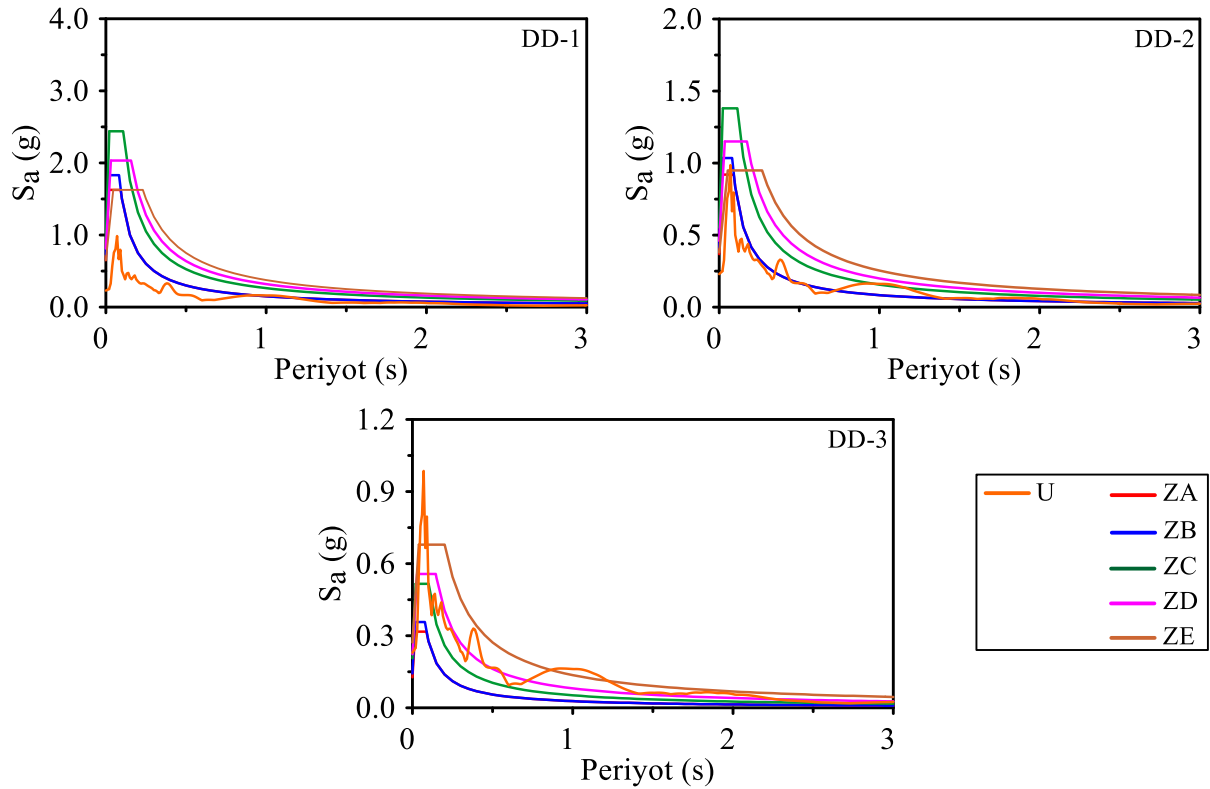 4.0
DD-1
3.0
2.0
1.0
0.0
Sa (g)
0
1
2
3
Periyot (s)
2.0
DD-2
1.5
1.0
0.5
0.0
Sa (g)
0
1
2
3
Periyot (s)
1.2
DD-3
0.9
0.6
0.3
0.0
Sa (g)
0
1
2
3
Periyot (s)
U
ZA
ZB
ZC
ZD
ZE